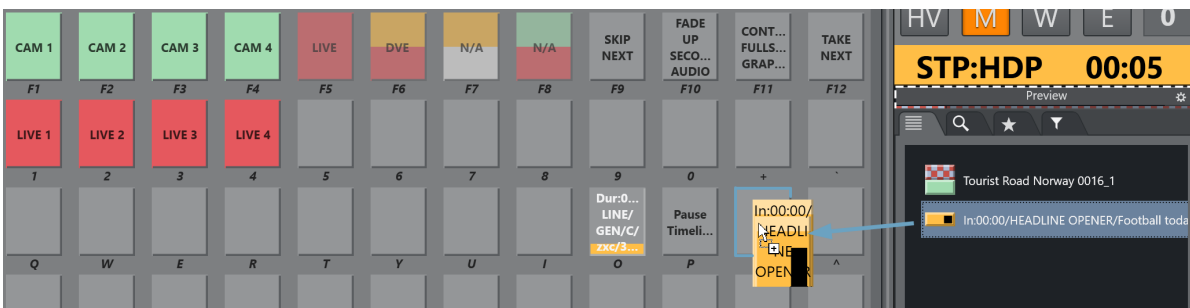 HV M W E 0
CAM 1 CAM 2 CAM 3 CAM 4 LIVE DVE N/A N/A
SKIP
NEXT
FADE
UP
SECO...
AUDIO
CONT...
FULLS...
GRAP...
TAKE
NEXT
STP:HDP 00:05
F1 F2 F3 F4 F5 F6 F7 F8 F9 F10 F11 F12
Preview
LIVE 1 LIVE 2 LIVE 3 LIVE 4
1 2 3 4 5 6 7 8 9 0 + `
Tourist Road Norway 0016_1
In:00:00/HEADLINE OPENER/Football toda
Dur:0...
LINE/
GEN/C/
zxc/3...
Pause
Timeli...
In:00:00/
HEADLI
NE
OPENER
Q W E R T Y U I O P ^